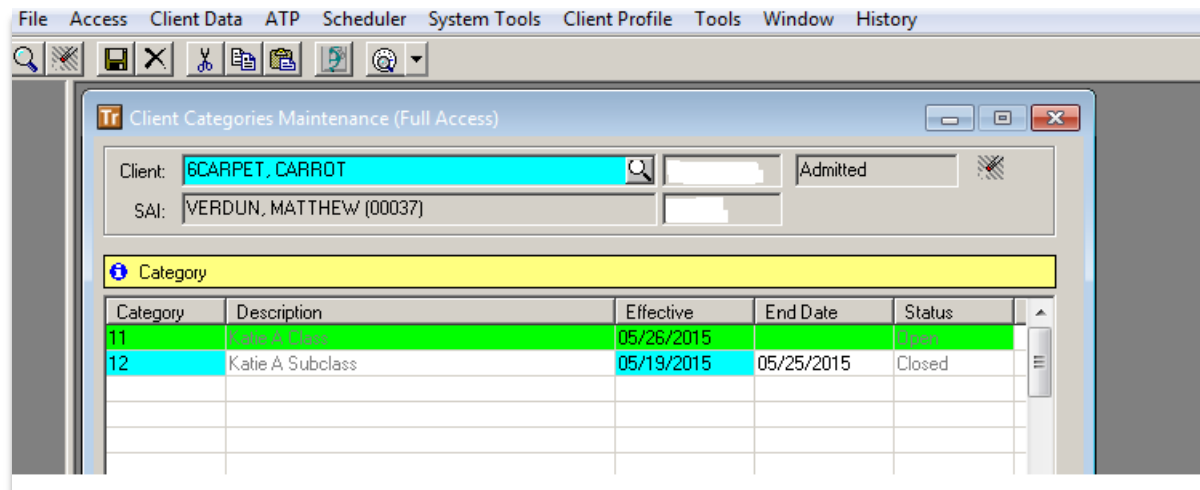 File Access Client Data ATP Scheduler System Tools Client Profile Tools Window History
Tr Client Categories Maintenance (Full Access)
Client: 6CARPET, CARROT Admitted
SAI: VERDUN, MATTHEW (00037)
Category
Category Description Effective End Date Status
11 Katie A Class 05/26/2015 Open
12 Katie A Subclass 05/19/2015 05/25/2015 Closed